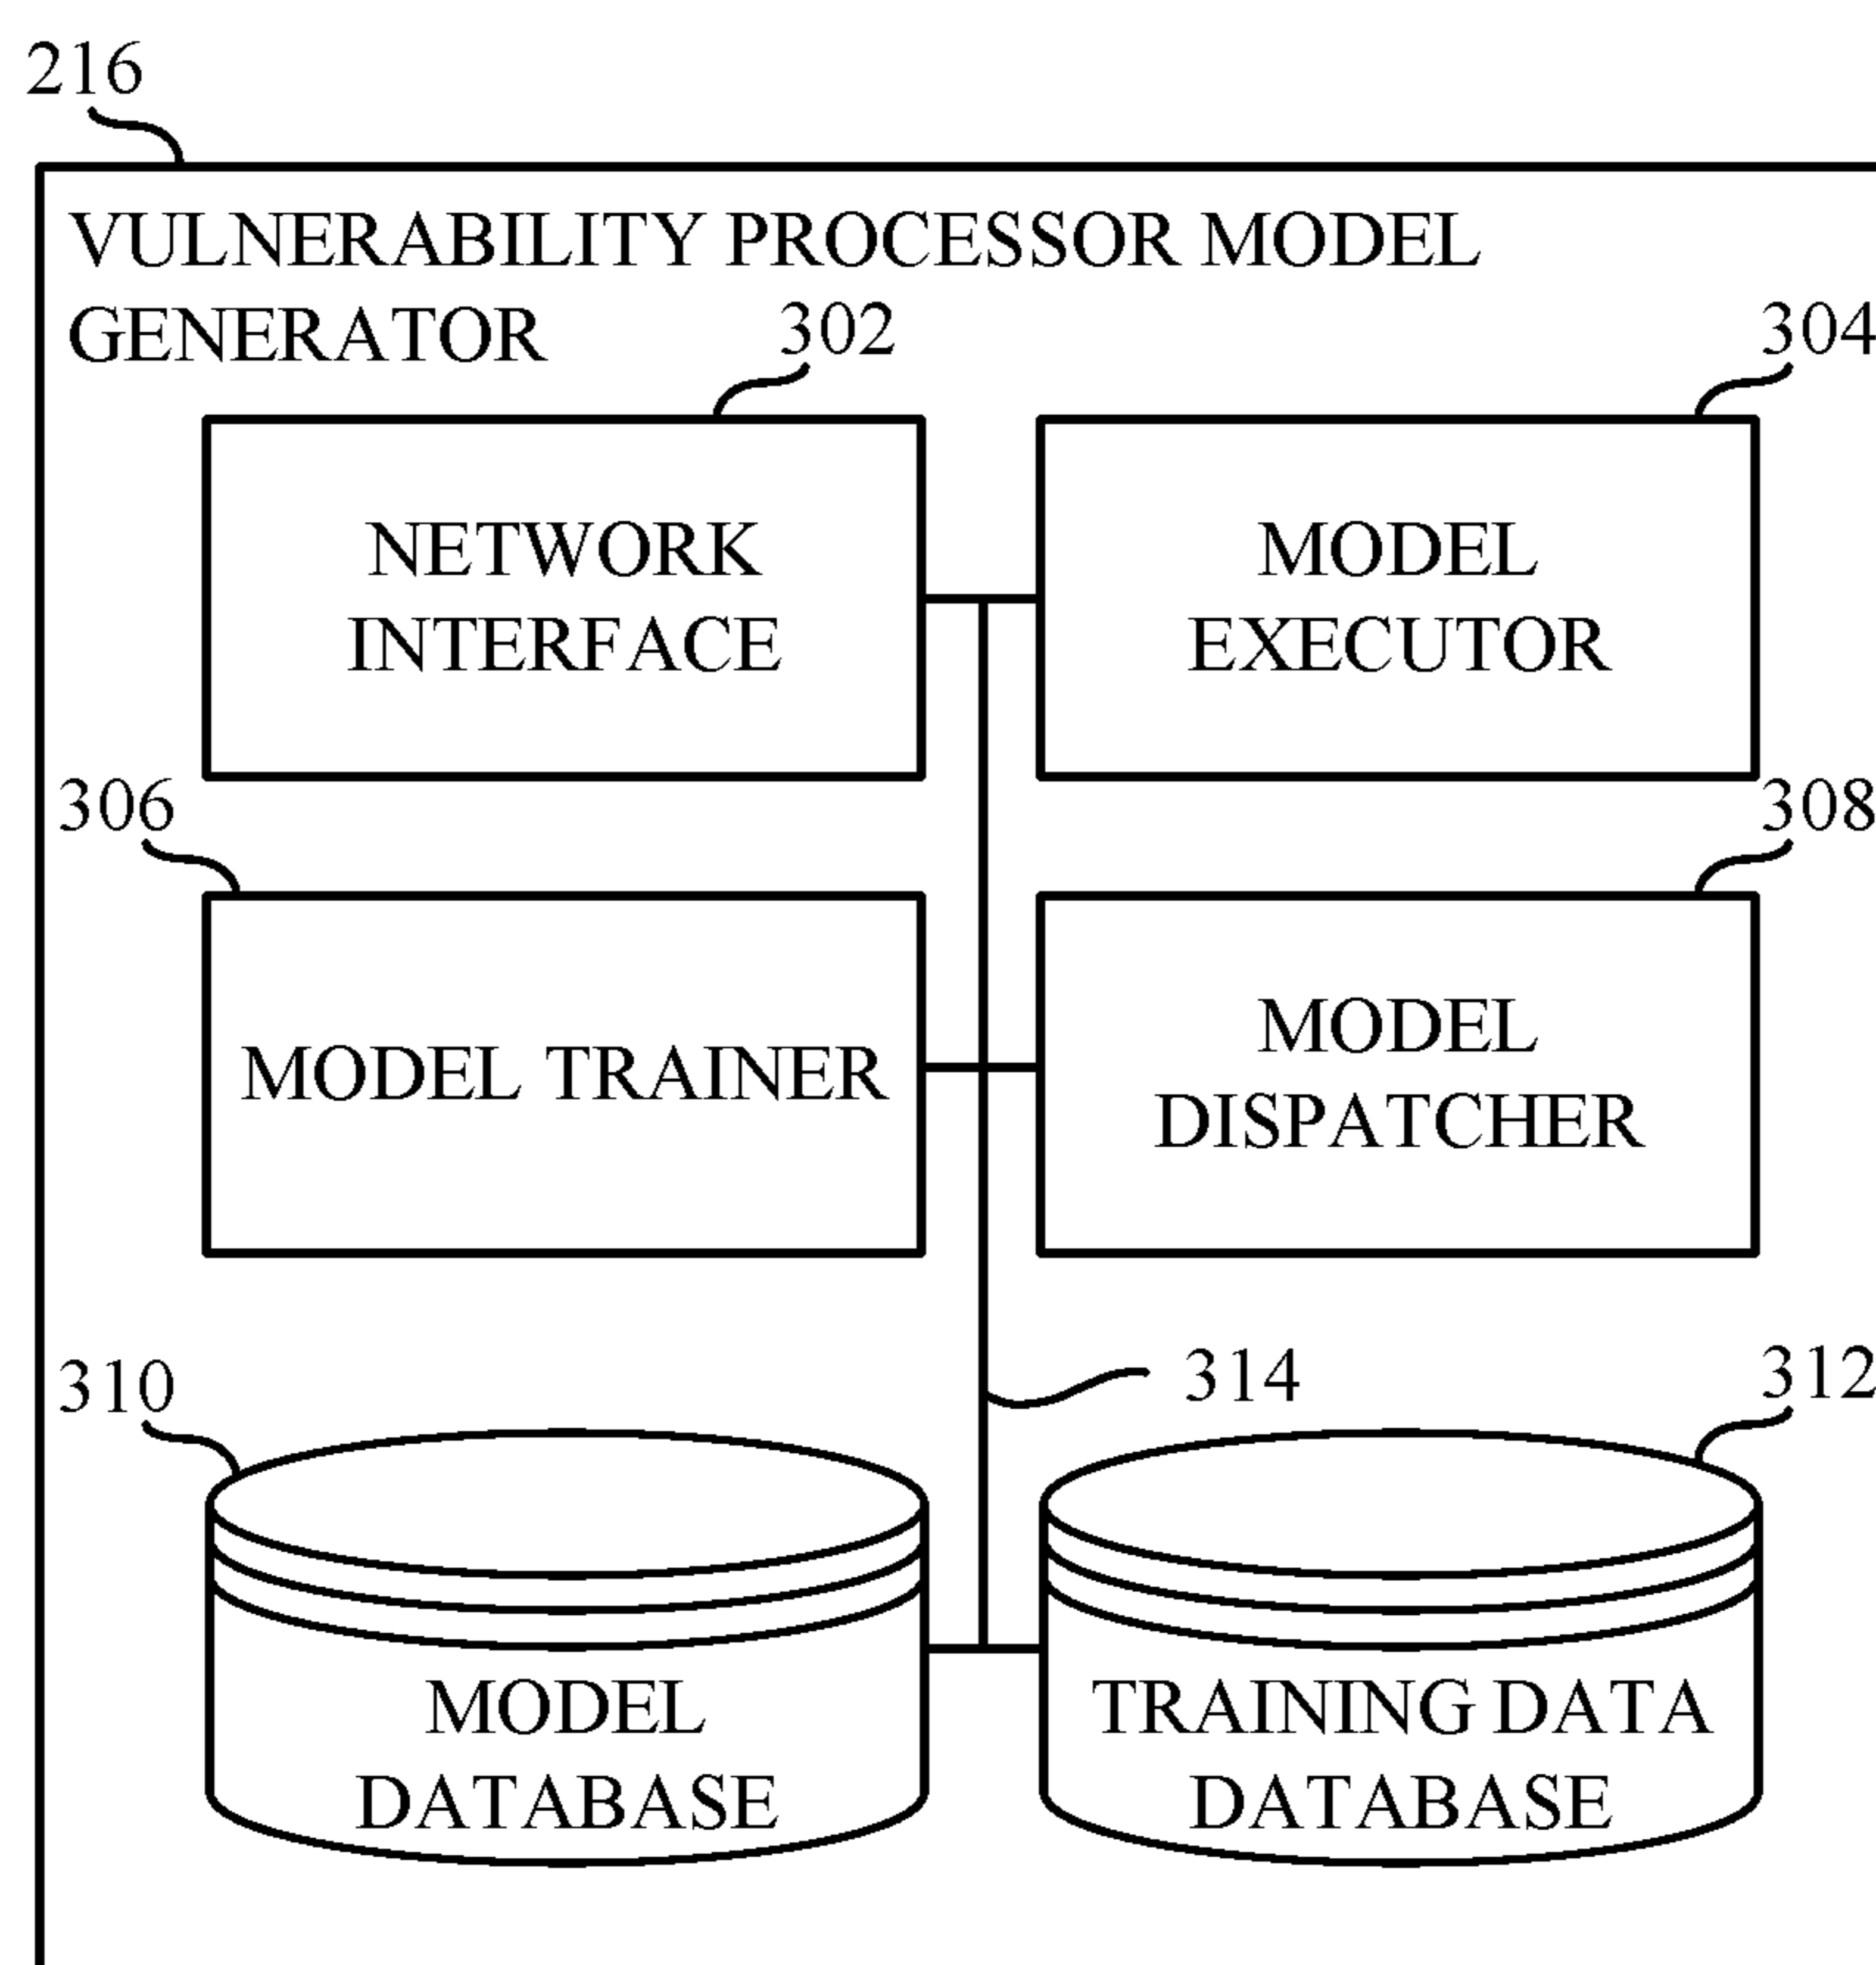 216
VULNERABILITY PROCESSOR MODEL
GENERATOR
302
304
NETWORK
INTERFACE
MODEL
EXECUTOR
306
308
MODEL TRAINER
MODEL
DISPATCHER
310
314
312
MODEL
DATABASE
TRAINING DATA
DATABASE